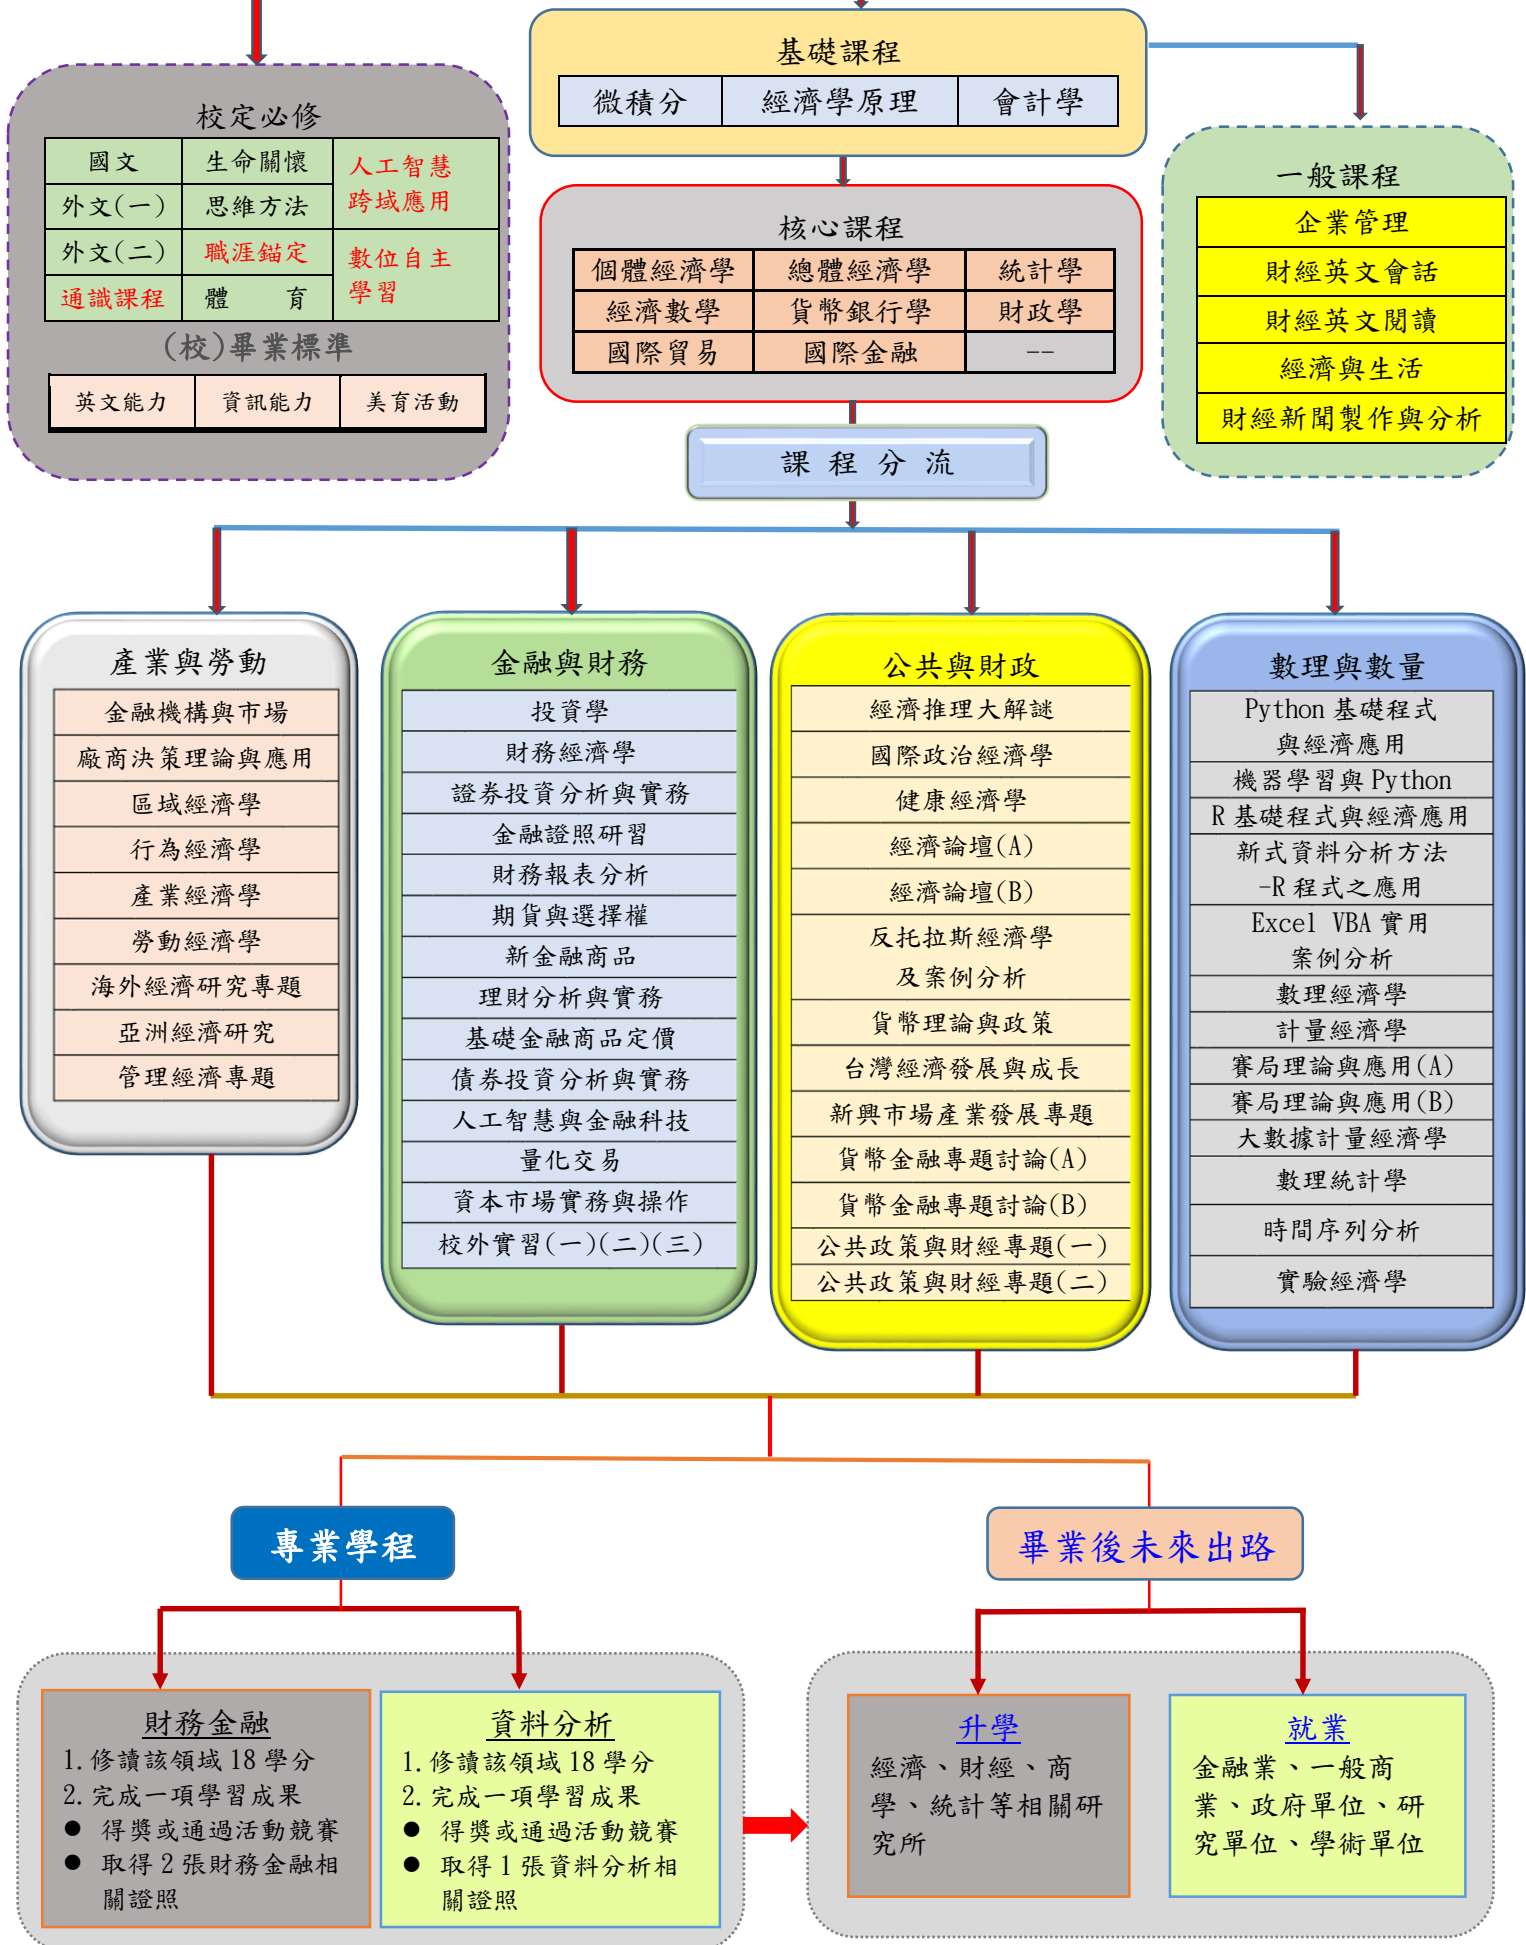 基礎課程
微積分 經濟學原理 會計學
校定必修
國文 生命關懷 人工智慧
跨域應用
外文(一) 思維方法
外文(二) 職涯錨定 數位自主
學習
通識課程 體 育
(校)畢業標準
英文能力 資訊能力 美育活動
核心課程
個體經濟學 總體經濟學 統計學
經濟數學 貨幣銀行學 財政學
國際貿易 國際金融 --
一般課程
企業管理
財經英文會話
財經英文閱讀
經濟與生活
財經新聞製作與分析
課 程 分 流
產業與勞動
金融機構與市場
廠商決策理論與應用
區域經濟學
行為經濟學
產業經濟學
勞動經濟學
海外經濟研究專題
亞洲經濟研究
管理經濟專題
金融與財務
投資學
財務經濟學
證券投資分析與實務
金融證照研習
財務報表分析
期貨與選擇權
新金融商品
理財分析與實務
基礎金融商品定價
債券投資分析與實務
人工智慧與金融科技
量化交易
資本市場實務與操作
校外實習(一)(二)(三)
公共與財政
經濟推理大解謎
國際政治經濟學
健康經濟學
經濟論壇(A)
經濟論壇(B)
反托拉斯經濟學
及案例分析
貨幣理論與政策
台灣經濟發展與成長
新興市場產業發展專題
貨幣金融專題討論(A)
貨幣金融專題討論(B)
公共政策與財經專題(一)
公共政策與財經專題(二)
數理與數量
Python 基礎程式
與經濟應用
機器學習與 Python
R 基礎程式與經濟應用
新式資料分析方法
-R 程式之應用
Excel VBA 實用
案例分析
數理經濟學
計量經濟學
賽局理論與應用(A)
賽局理論與應用(B)
大數據計量經濟學
數理統計學
時間序列分析
實驗經濟學
專業學程
財務金融
1. 修讀該領域 18 學分
2. 完成一項學習成果
● 得獎或通過活動競賽
● 取得 2 張財務金融相
關證照
資料分析
1. 修讀該領域 18 學分
2. 完成一項學習成果
● 得獎或通過活動競賽
● 取得 1 張資料分析相
關證照
畢業後未來出路
升學
經濟、財經、商
學、統計等相關研
究所
就業
金融業、一般商
業、政府單位、研
究單位、學術單位